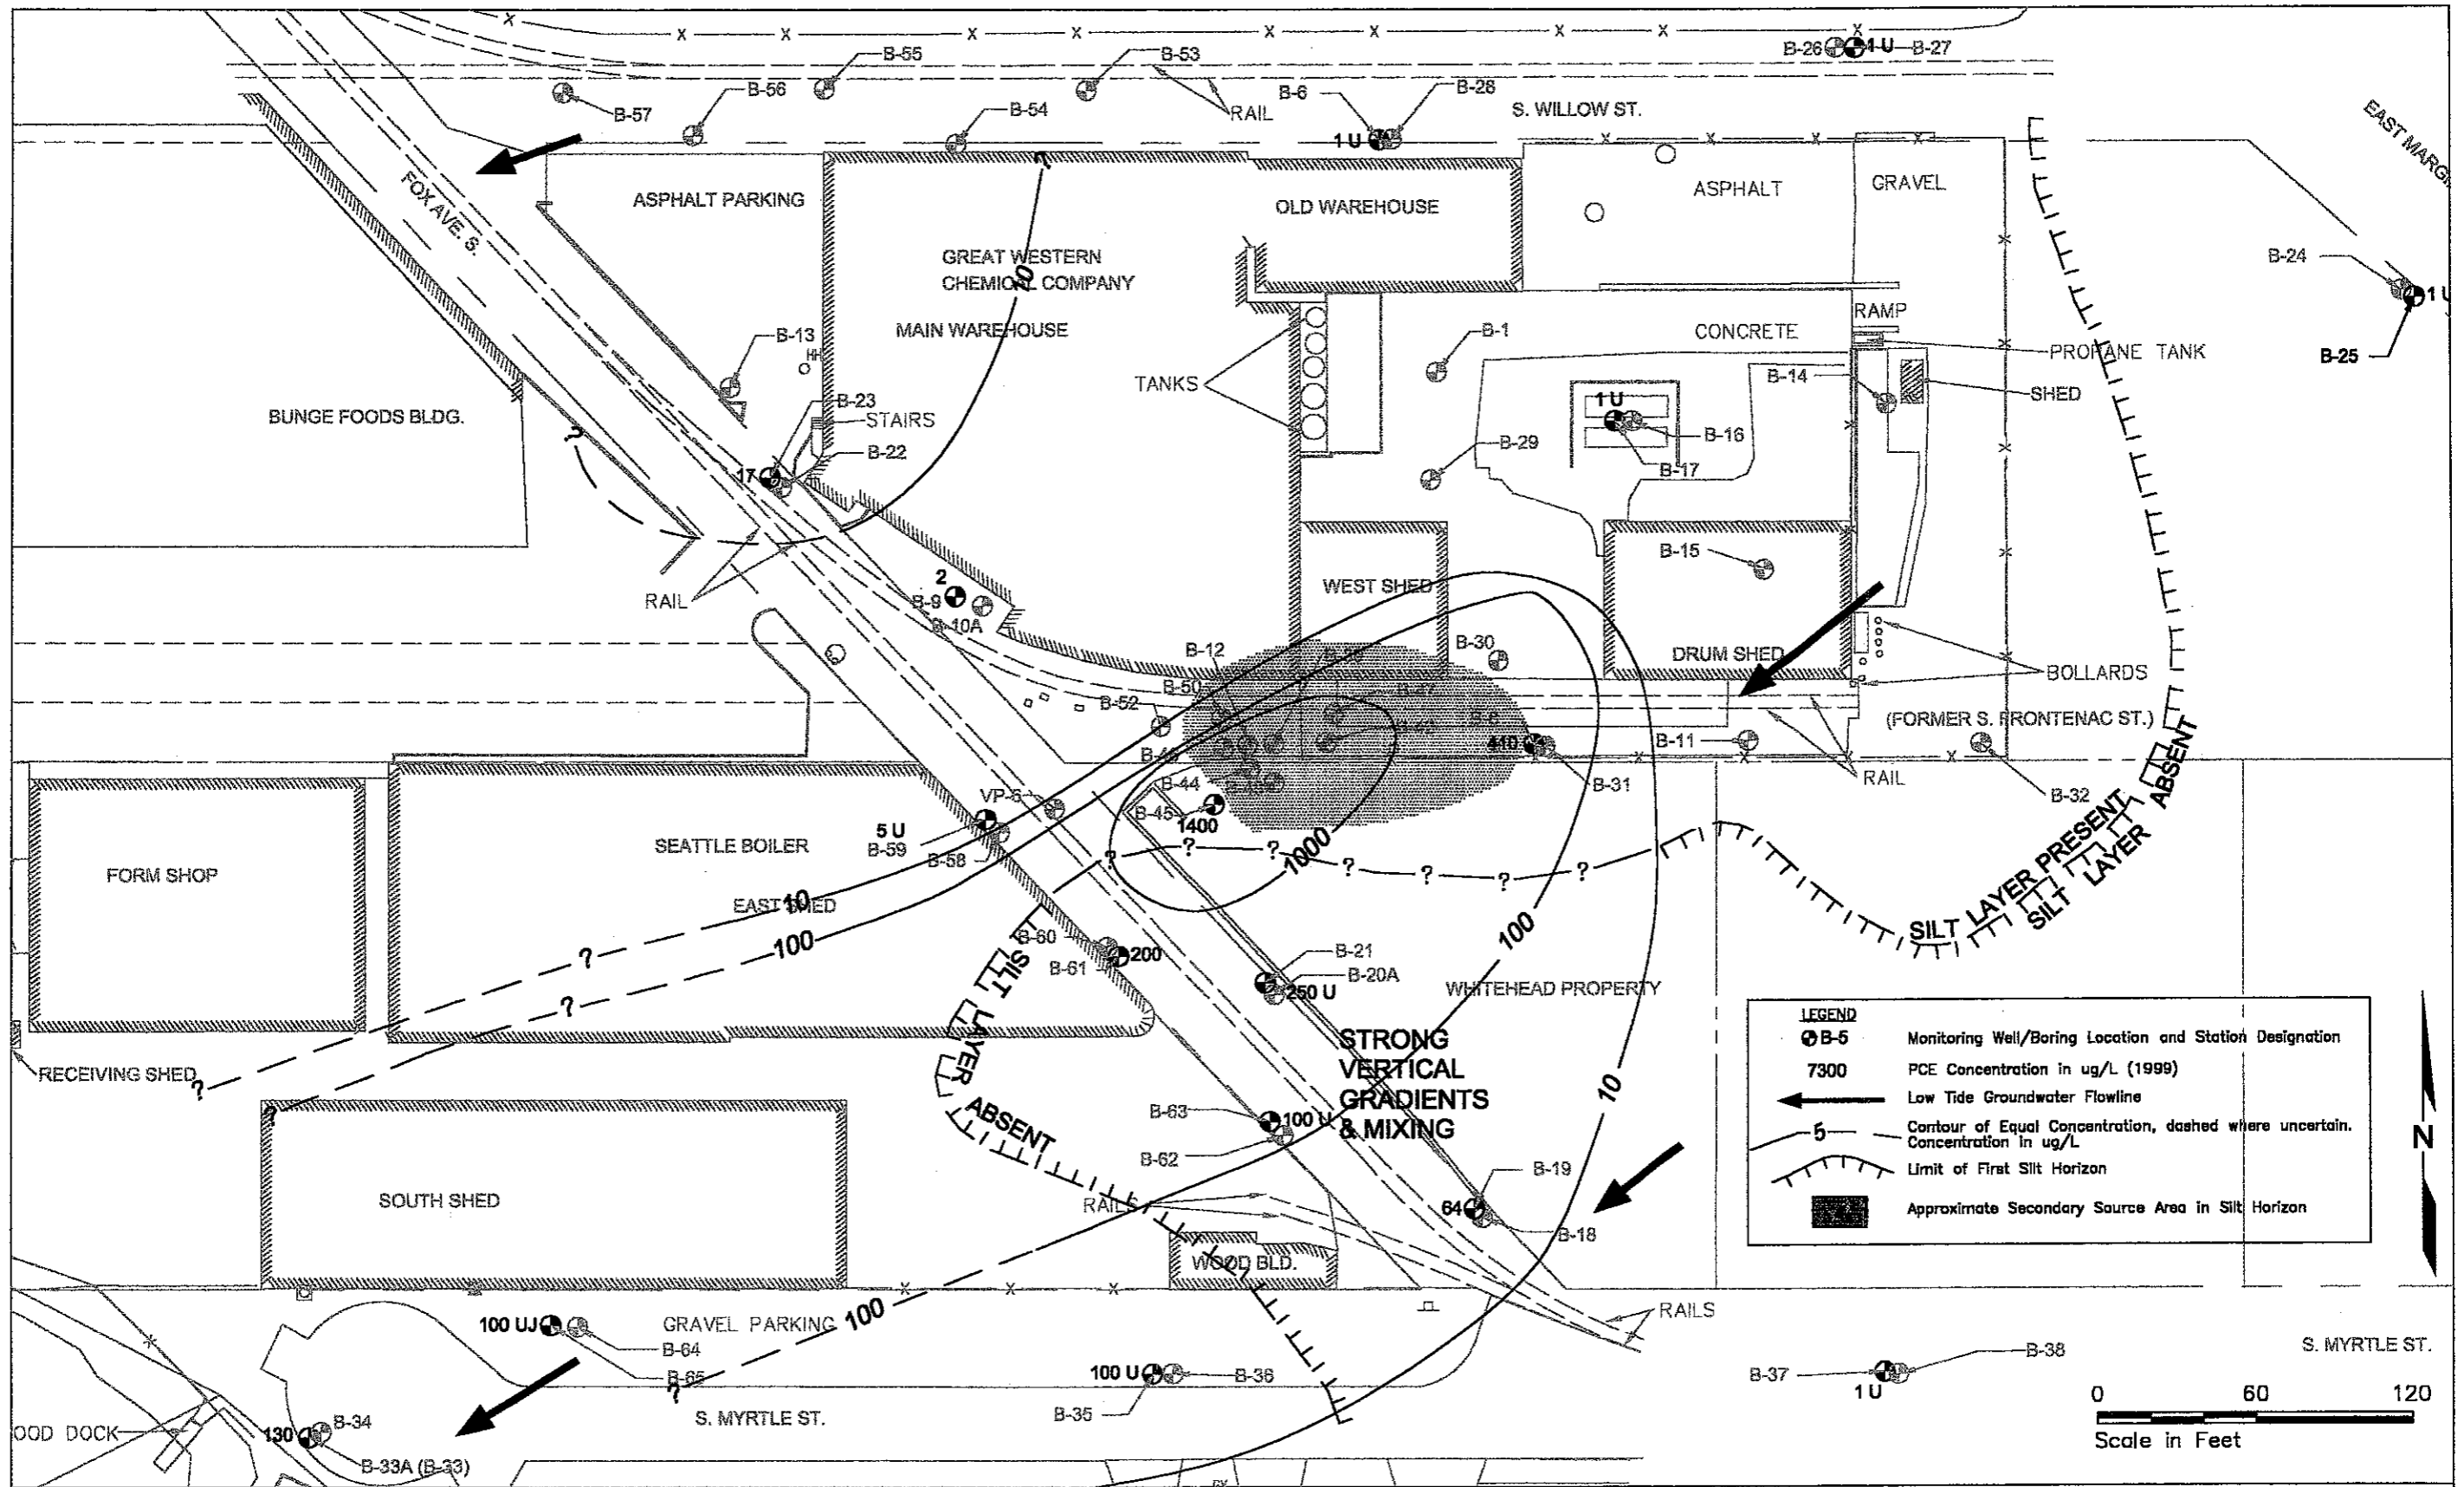 B-55
B-53
B-26
1 U
B-27
B-56
B-57
B-54
B-6
B-28
RAIL
S. WILLOW ST.
1 U
?
FOX AVE. S.
ASPHALT PARKING
OLD WAREHOUSE
ASPHALT
GRAVEL
GREAT WESTERN
CHEMICAL COMPANY
10
MAIN WAREHOUSE
B-24
1 U
B-25
RAMP
CONCRETE
PROPANE TANK
B-13
HH
B-1
TANKS
B-14
SHED
B-23
STAIRS
B-22
BUNGE FOODS BLDG.
?
17
1 U
B-16
B-17
B-29
B-15
WEST SHED
2
B-9
B-10A
RAIL
B-12
B-30
DRUM SHED
BOLLARDS
B-50
B-52
(FORMER S. FRONTENAC ST.)
410
B-11
B-31
RAIL
B-32
B-44
B-45
1400
VP-6
5 U
B-59
B-58
SEATTLE BOILER
FORM SHOP
EAST SHED
10
100
1000
? ? ? ? ? ? ?
SILT LAYER PRESENT
SILT LAYER ABSENT
?
?
B-60
B-61
200
SILT LAYER ABSENT
B-21
B-20A
250 U
100
WHITEHEAD PROPERTY
STRONG
VERTICAL
GRADIENTS
& MIXING
10
RECEIVING SHED
?
?
B-63
100 U
B-62
B-19
64
B-18
SOUTH SHED
RAILS
WOOD BLD.
LEGEND
B-5 Monitoring Well/Boring Location and Station Designation
7300 PCE Concentration in ug/L (1999)
Low Tide Groundwater Flowline
5 Contour of Equal Concentration, dashed where uncertain.
Concentration in ug/L
Limit of First Silt Horizon
Approximate Secondary Source Area in Silt Horizon
N
RAILS
100 UJ
GRAVEL PARKING
100
B-64
B-65
?
100 U
B-36
B-35
S. MYRTLE ST.
B-37
B-38
1 U
S. MYRTLE ST.
130
B-34
B-33A (B-33)
0 60 120
Scale in Feet